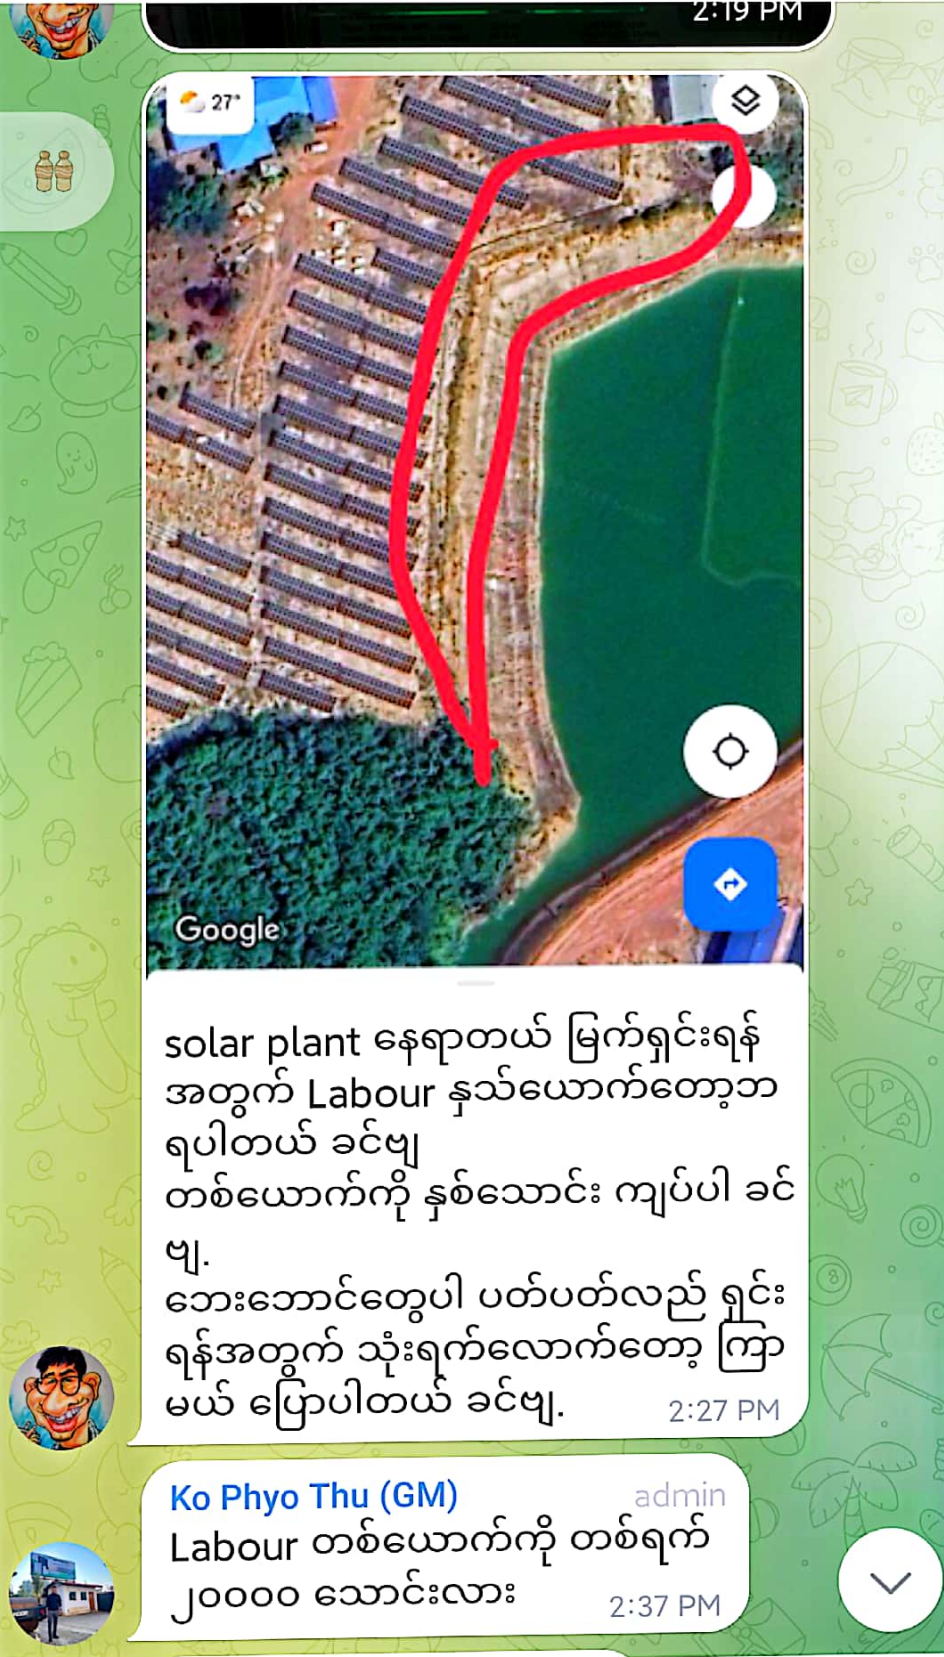 2:19 PM
27°
Google
solar plant နေရာတယ် မြက်ရှင်းရန်
အတွက် Labour နှသ်ယောက်တော့ဘ
ရပါတယ် ခင်ဗျ
တစ်ယောက်ကို နှစ်သောင်း ကျပ်ပါ ခင်
ဗျ.
ဘေးဘောင်တွေပါ ပတ်ပတ်လည် ရှင်း
ရန်အတွက် သုံးရက်လောက်တော့ ကြာ
မယ် ပြောပါတယ် ခင်ဗျ.
2:27 PM
Ko Phyo Thu (GM) admin
Labour တစ်ယောက်ကို တစ်ရက်
၂၀၀၀၀ သောင်းလား
2:37 PM